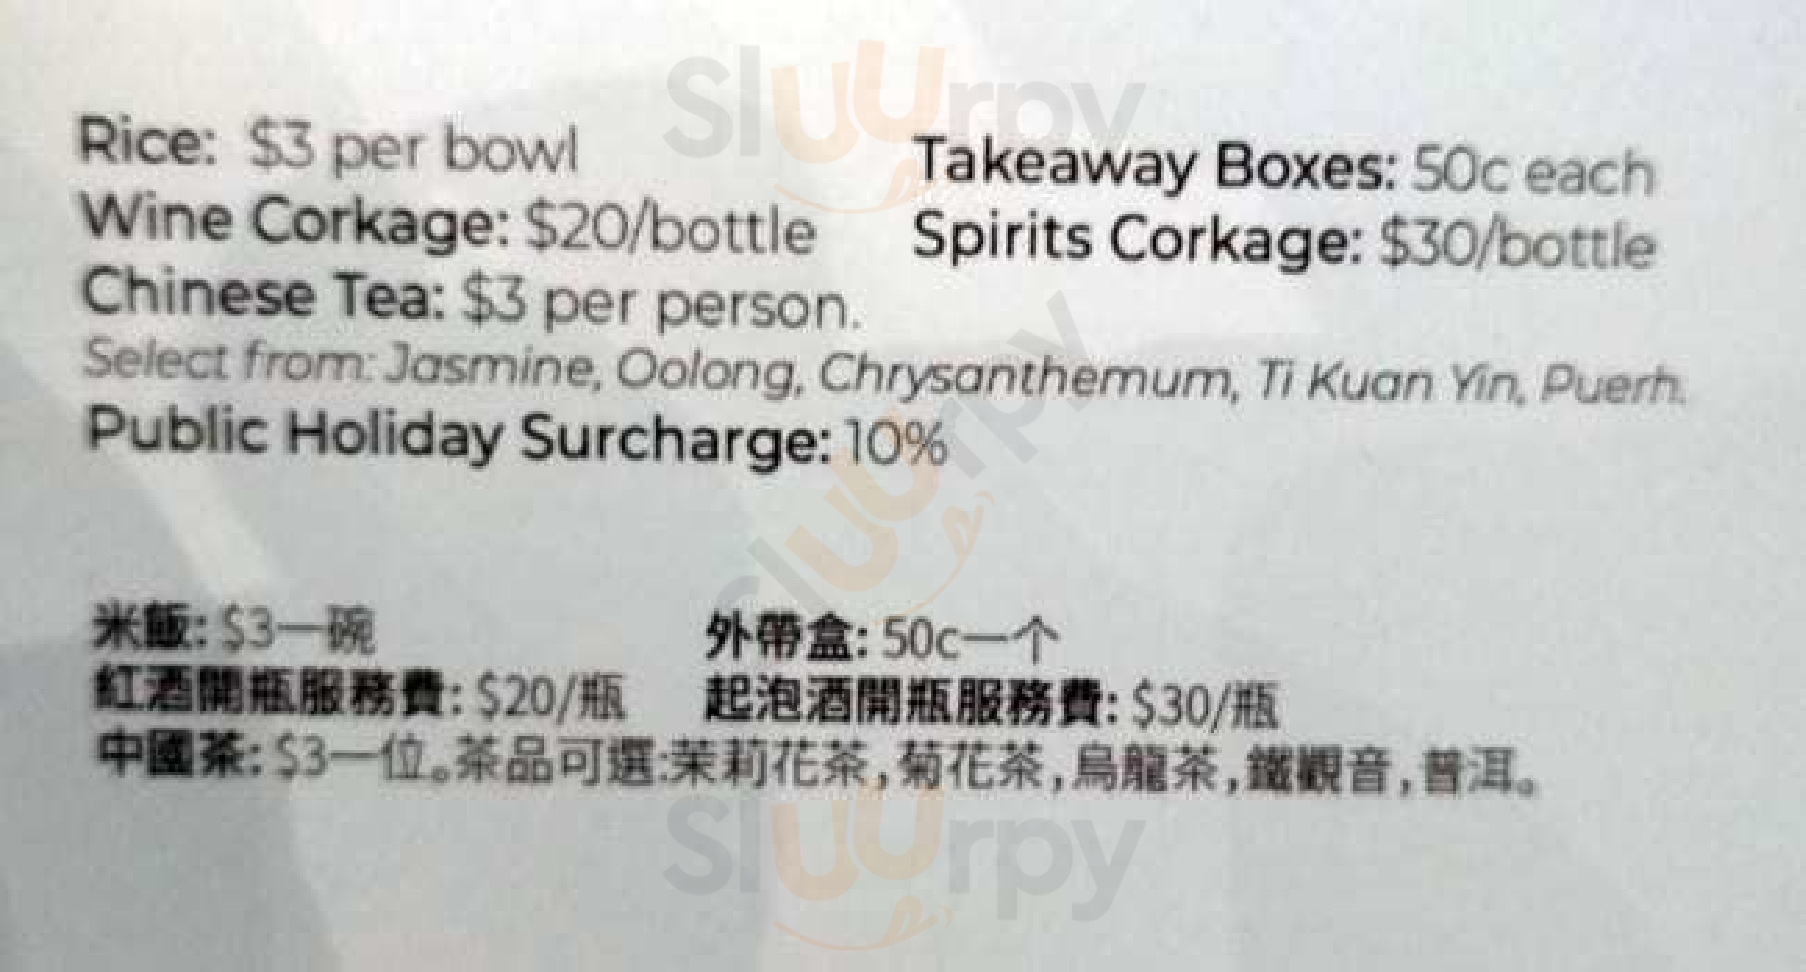 Rice: $3 per bowl
Takeaway Boxes: 50c each
Wine Corkage: $20/bottle
Spirits Corkage: $30/bottle
Chinese Tea: $3 per person.
Select from: Jasmine, Oolong, Chrysanthemum, Ti Kuan Yin, Puerh.
Public Holiday Surcharge: 10%
米飯: $3一碗
外帶盒: 50c一个
紅酒開瓶服務費: $20/瓶
起泡酒開瓶服務費: $30/瓶
中國茶: $3一位。茶品可選:茉莉花茶,菊花茶,烏龍茶,鐵觀音,普洱。
Sluurpy
Sluurpy
Sluurpy